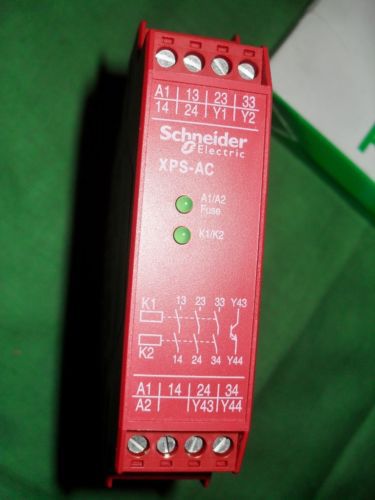 A1 13 23 33
14 24 Y1 Y2
Schneider
Electric
XPS-AC
A1/A2
Fuse
K1/K2
13 23 33 Y43
K1
K2
14 24 34 Y44
A1 14 24 34
A2 Y43 Y44